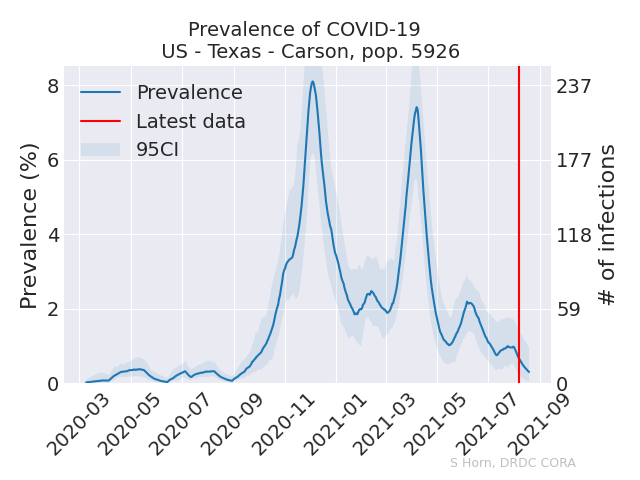 Prevalence of COVID-19
US - Texas - Carson, pop. 5926
Prevalence
Latest data
95CI
Prevalence (%)
8
6
4
2
0
237
177
118
59
0
# of infections
2020-03
2020-05
2020-07
2020-09
2020-11
2021-01
2021-03
2021-05
2021-07
2021-09
S Horn, DRDC CORA